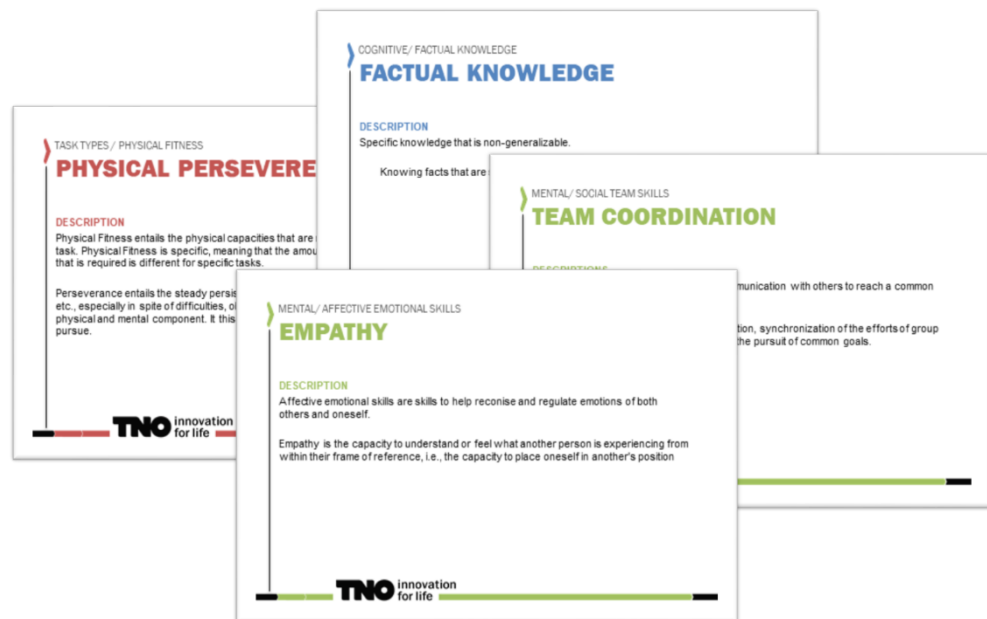 COGNITIVE/ FACTUAL KNOWLEDGE
FACTUAL KNOWLEDGE
DESCRIPTION
Specific knowledge that is non-generalizable.
Knowing facts that are
TASK TYPES / PHYSICAL FITNESS
PHYSICAL PERSEVERE
DESCRIPTION
Physical Fitness entails the physical capacities that are
task. Physical Fitness is specific, meaning that the amou
that is required is different for specific tasks.
Perseverance entails the steady persis
etc., especially in spite of difficulties, o
physical and mental component. It this
pursue.
TNO innovation
for life
MENTAL/ SOCIAL TEAM SKILLS
TEAM COORDINATION
DESCRIPTIONS
munication with others to reach a common
tion, synchronization of the efforts of group
the pursuit of common goals.
MENTAL/ AFFECTIVE EMOTIONAL SKILLS
EMPATHY
DESCRIPTION
Affective emotional skills are skills to help reconise and regulate emotions of both
others and oneself.
Empathy is the capacity to understand or feel what another person is experiencing from
within their frame of reference, i.e., the capacity to place oneself in another's position
TNO innovation
for life